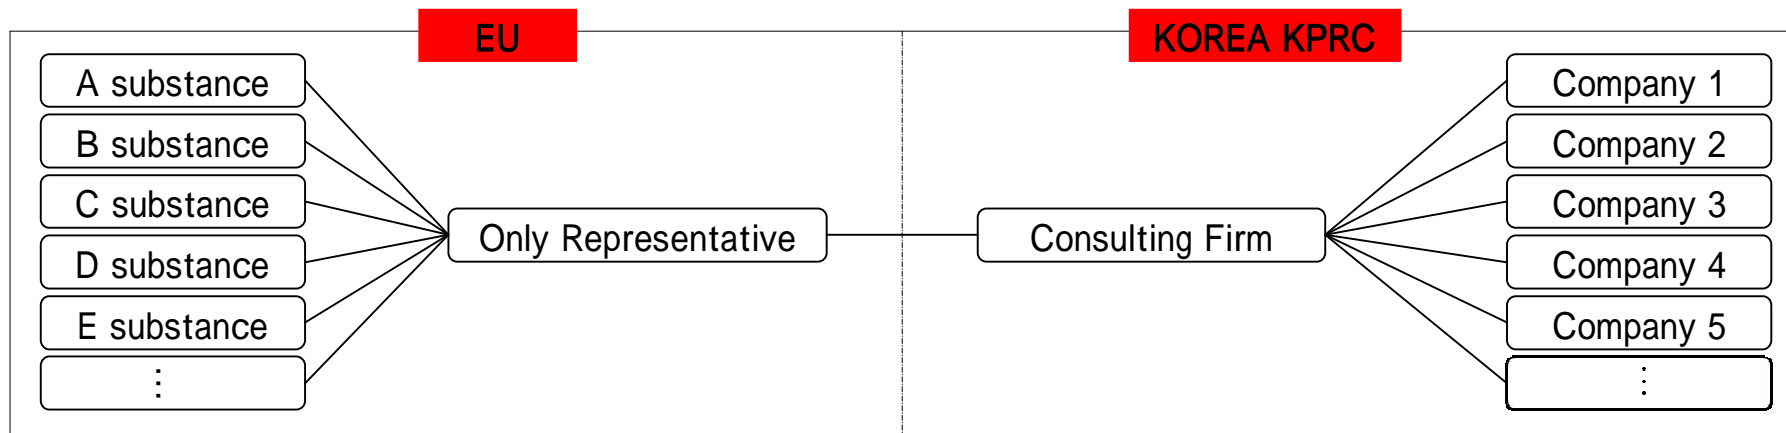 EU
KOREA KPRC
A substance
B substance
C substance
D substance
E substance
⋮
Only Representative
Consulting Firm
Company 1
Company 2
Company 3
Company 4
Company 5
⋮